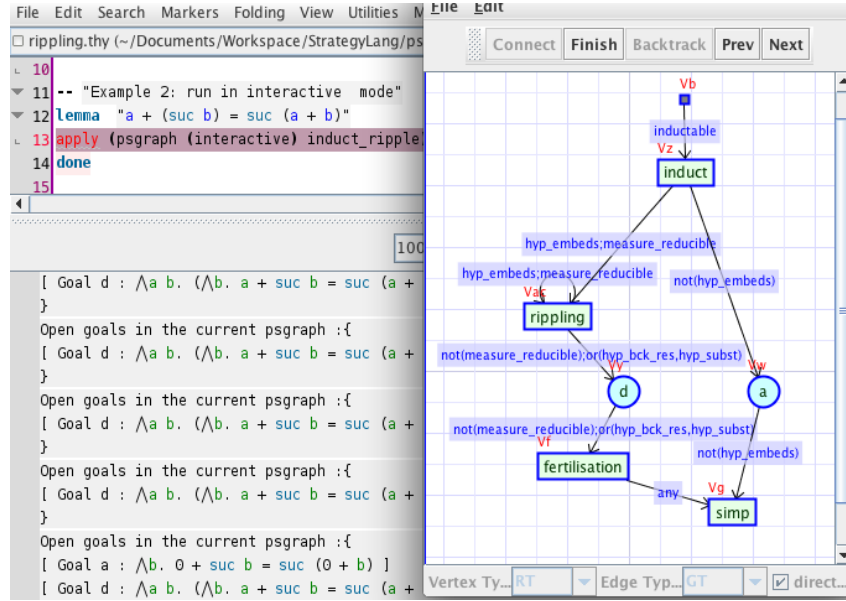 File Edit Search Markers Folding View Utilities
rippling.thy (~/Documents/Workspace/StrategyLang/ps
10
11 -- "Example 2: run in interactive mode"
12 lemma "a + (suc b) = suc (a + b)"
13 apply (psgraph (interactive) induct_ripple
14 done
15
100
[ Goal d : ⋀a b. (⋀b. a + suc b = suc (a +
}
Open goals in the current psgraph :{
[ Goal d : ⋀a b. (⋀b. a + suc b = suc (a +
}
Open goals in the current psgraph :{
[ Goal d : ⋀a b. (⋀b. a + suc b = suc (a +
}
Open goals in the current psgraph :{
[ Goal d : ⋀a b. (⋀b. a + suc b = suc (a +
}
Open goals in the current psgraph :{
[ Goal a : ⋀b. 0 + suc b = suc (0 + b) ]
[ Goal d : ⋀a b. (⋀b. a + suc b = suc (a +
File Edit
Connect Finish Backtrack Prev Next
Vb
inductable
Vz
induct
hyp_embeds;measure_reducible
hyp_embeds;measure_reducible
not(hyp_embeds)
rippling
not(measure_reducible);or(hyp_bck_res,hyp_subst)
Vy Vw
d a
not(measure_reducible);or(hyp_bck_res,hyp_subst)
Vf
not(hyp_embeds)
fertilisation
any
Vg
simp
Vertex Ty... RT Edge Typ... GT direct...